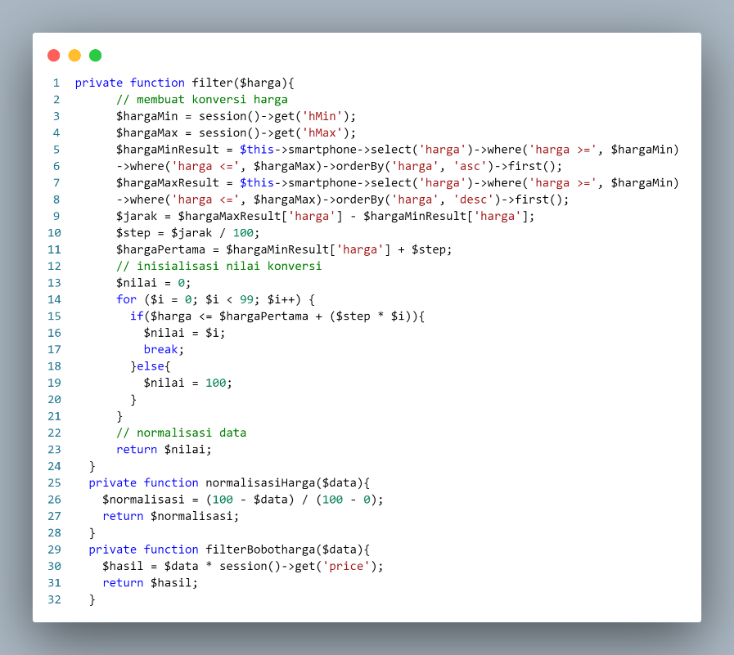 1 private function filter($harga){
2 // membuat konversi harga
3 $hargaMin = session()->get('hMin');
4 $hargaMax = session()->get('hMax');
5 $hargaMinResult = $this->smartphone->select('harga')->where('harga >=', $hargaMin)
6 ->where('harga <=', $hargaMax)->orderBy('harga', 'asc')->first();
7 $hargaMaxResult = $this->smartphone->select('harga')->where('harga >=', $hargaMin)
8 ->where('harga <=', $hargaMax)->orderBy('harga', 'desc')->first();
9 $jarak = $hargaMaxResult['harga'] - $hargaMinResult['harga'];
10 $step = $jarak / 100;
11 $hargaPertama = $hargaMinResult['harga'] + $step;
12 // inisialisasi nilai konversi
13 $nilai = 0;
14 for ($i = 0; $i < 99; $i++) {
15 if($harga <= $hargaPertama + ($step * $i)){
16 $nilai = $i;
17 break;
18 }else{
19 $nilai = 100;
20 }
21 }
22 // normalisasi data
23 return $nilai;
24 }
25 private function normalisasiHarga($data){
26 $normalisasi = (100 - $data) / (100 - 0);
27 return $normalisasi;
28 }
29 private function filterBobotharga($data){
30 $hasil = $data * session()->get('price');
31 return $hasil;
32 }